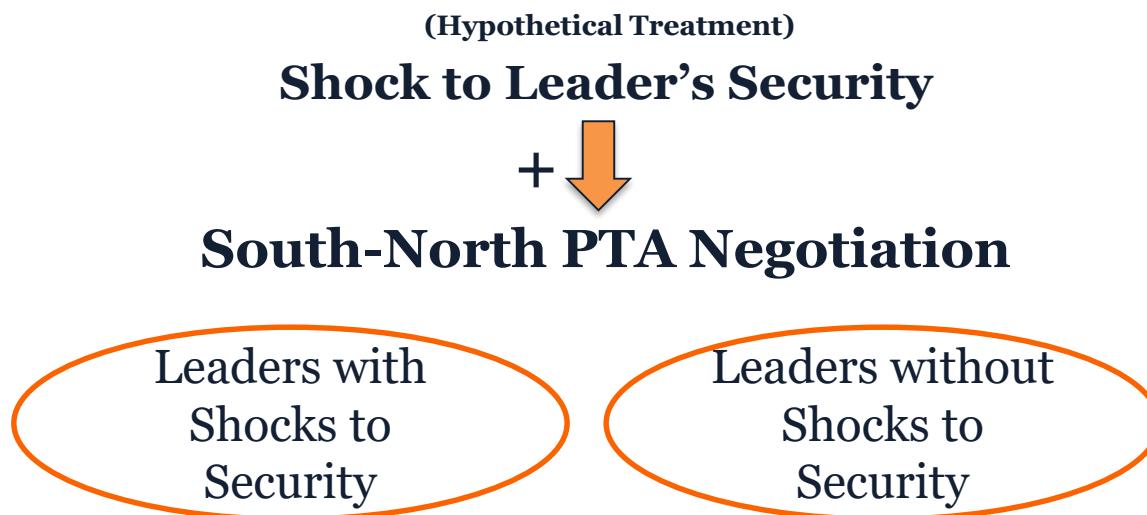 (Hypothetical Treatment)
Shock to Leader’s Security
+
South-North PTA Negotiation
Leaders with
Shocks to
Security
Leaders without
Shocks to
Security